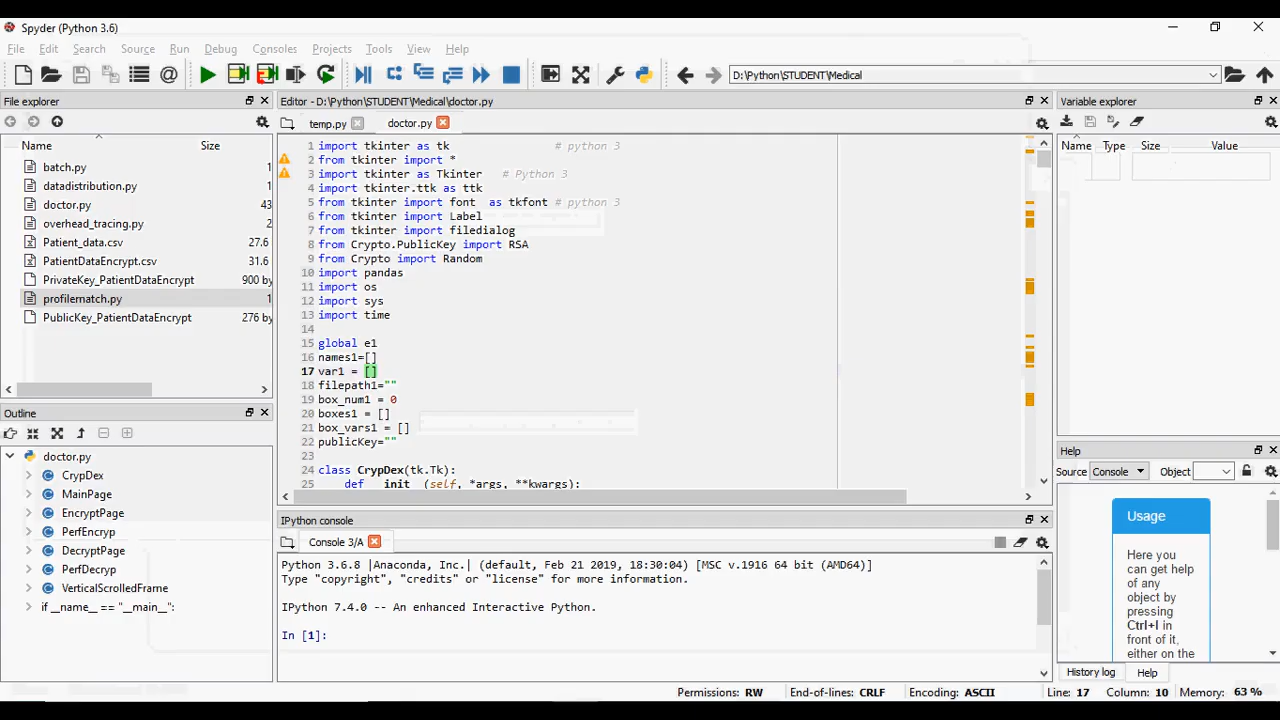 Spyder (Python 3.6)
File Edit Search Source Run Debug Consoles Projects Tools View Help
D:\Python\STUDENT\Medical
File explorer
Name Size
batch.py 1
datadistribution.py 1
doctor.py 43
overhead_tracing.py 1
Patient_data.csv 27.6
PatientDataEncrypt.csv 31.6
PrivateKey_PatientDataEncrypt 900 by
profilematch.py 1
PublicKey_PatientDataEncrypt 276 by
Outline
doctor.py
CrypDex
MainPage
EncryptPage
PerfEncryp
DecryptPage
PerfDecryp
VerticalScrolledFrame
if __name__ == "__main__":
Editor - D:\Python\STUDENT\Medical\doctor.py
temp.py doctor.py
1 import tkinter as tk # python 3
2 from tkinter import *
3 import tkinter as Tkinter # Python 3
4 import tkinter.ttk as ttk
5 from tkinter import font as tkfont # python 3
6 from tkinter import Label
7 from tkinter import filedialog
8 from Crypto.PublicKey import RSA
9 from Crypto import Random
10 import pandas
11 import os
12 import sys
13 import time
14
15 global e1
16 names1=[]
17 var1 = []
18 filepath1=""
19 box_num1 = 0
20 boxes1 = []
21 box_vars1 = []
22 publicKey=""
24 class CrypDex(tk.Tk):
25 def __init__(self, *args, **kwargs):
IPython console
Console 3/A
Python 3.6.8 |Anaconda, Inc.| (default, Feb 21 2019, 18:30:04) [MSC v.1916 64 bit (AMD64)]
Type "copyright", "credits" or "license" for more information.
IPython 7.4.0 -- An enhanced Interactive Python.
In [1]:
Variable explorer
Name Type Size Value
Help
Source Console Object
Usage
Here you
can get help
of any
object by
pressing
Ctrl+I in
front of it,
either on the
History log Help
Permissions: RW End-of-lines: CRLF Encoding: ASCII Line: 17 Column: 10 Memory: 63 %